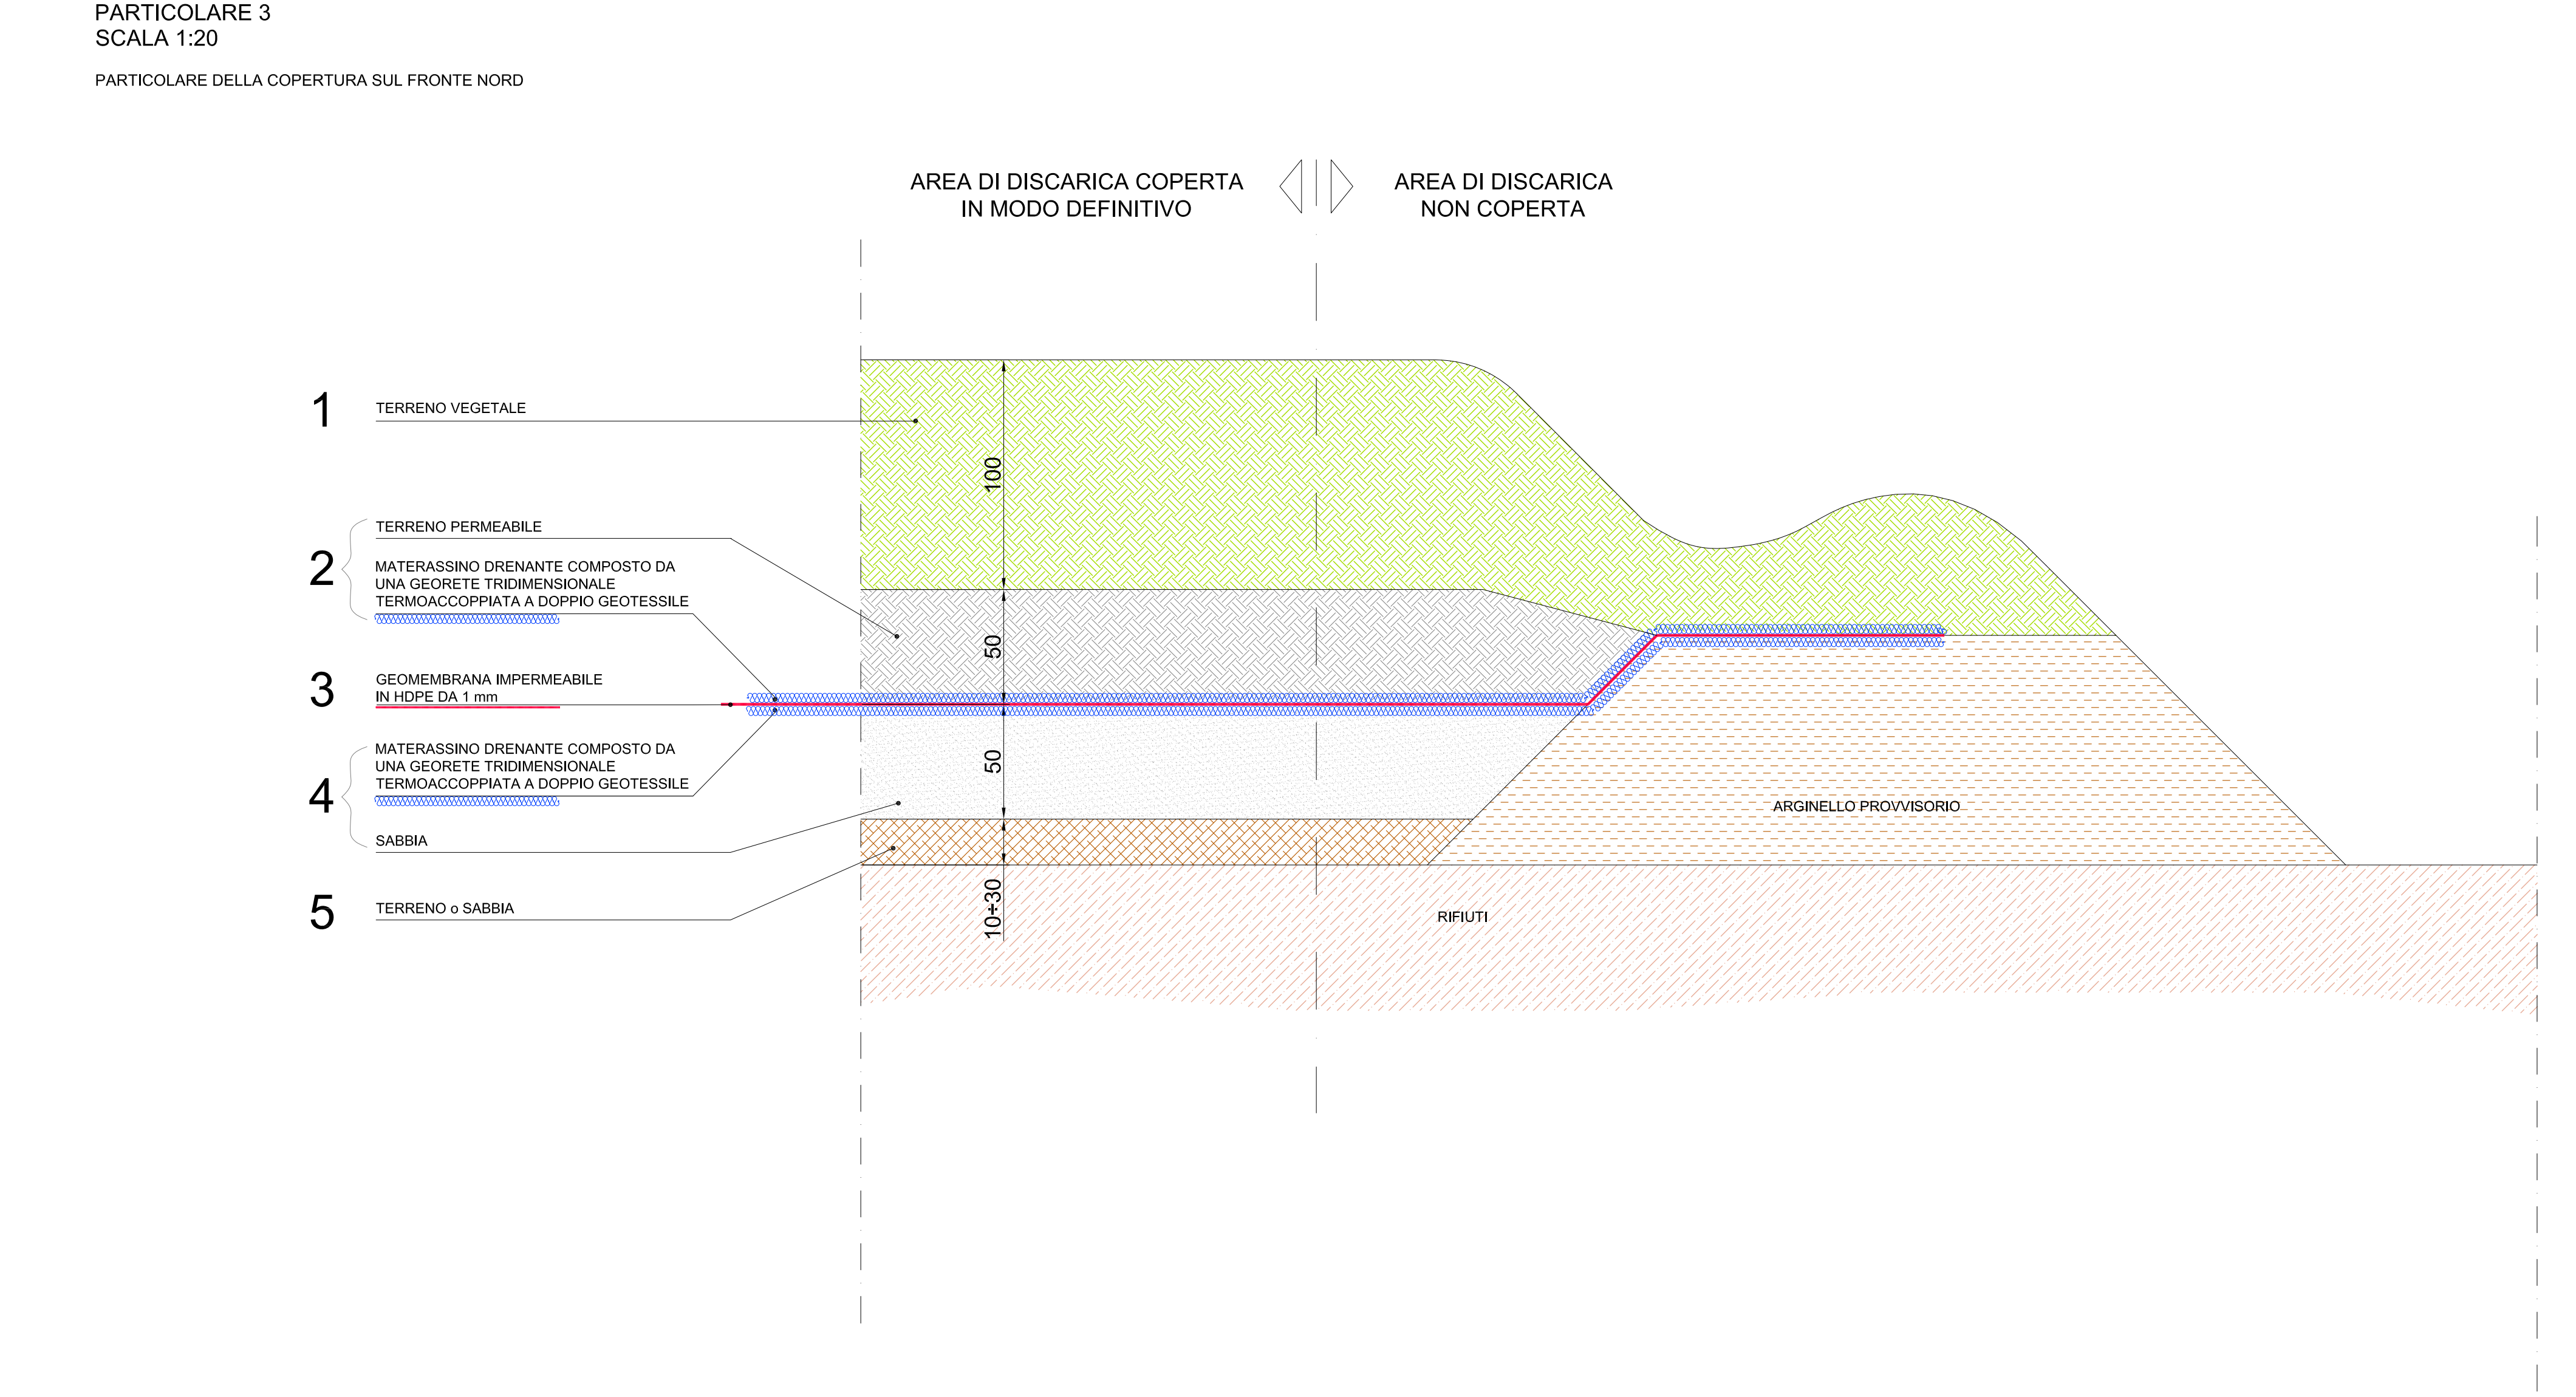 PARTICOLARE 3
SCALA 1:20
PARTICOLARE DELLA COPERTURA SUL FRONTE NORD
AREA DI DISCARICA COPERTA
IN MODO DEFINITIVO
AREA DI DISCARICA
NON COPERTA
1
TERRENO VEGETALE
100
2
TERRENO PERMEABILE
MATERASSINO DRENANTE COMPOSTO DA
UNA GEORETE TRIDIMENSIONALE
TERMOACCOPPIATA A DOPPIO GEOTESSILE
50
3
GEOMEMBRANA IMPERMEABILE
IN HDPE DA 1 mm
4
MATERASSINO DRENANTE COMPOSTO DA
UNA GEORETE TRIDIMENSIONALE
TERMOACCOPPIATA A DOPPIO GEOTESSILE
SABBIA
50
ARGINELLO PROVVISORIO
5
TERRENO o SABBIA
10÷30
RIFIUTI